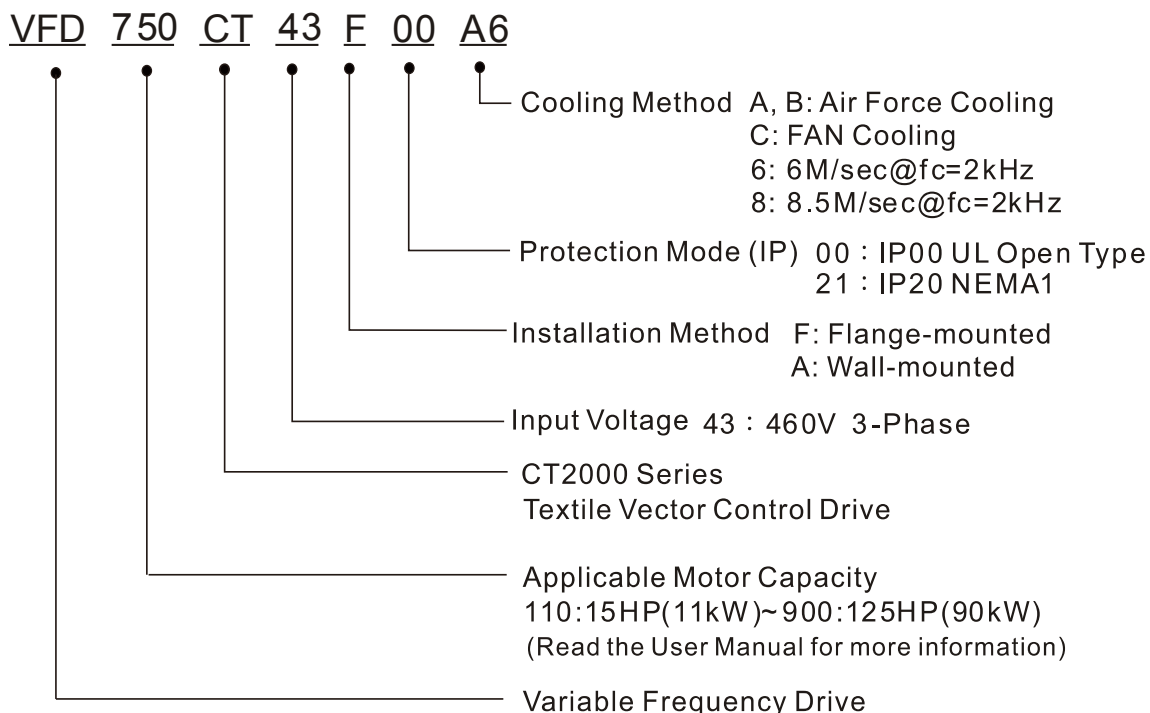 VFD 750 CT 43 F 00 A6
Cooling Method A, B: Air Force Cooling
C: FAN Cooling
6: 6M/sec@fc=2kHz
8: 8.5M/sec@fc=2kHz
Protection Mode (IP) 00 : IP00 UL Open Type
21 : IP20 NEMA1
Installation Method F: Flange-mounted
A: Wall-mounted
Input Voltage 43 : 460V 3-Phase
CT2000 Series
Textile Vector Control Drive
Applicable Motor Capacity
110:15HP(11kW)~900:125HP(90kW)
(Read the User Manual for more information)
Variable Frequency Drive